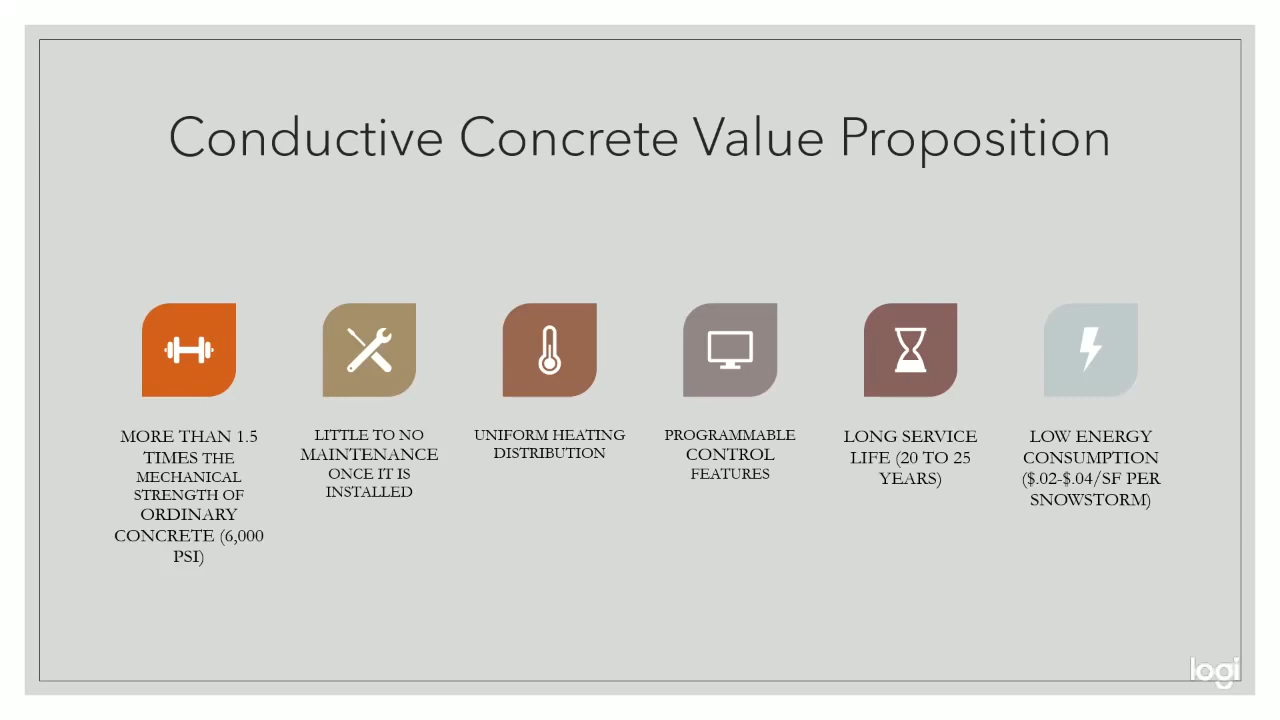 Conductive Concrete Value Proposition
MORE THAN 1.5
TIMES THE
MECHANICAL
STRENGTH OF
ORDINARY
CONCRETE (6,000
PSI)
LITTLE TO NO
MAINTENANCE
ONCE IT IS
INSTALLED
UNIFORM HEATING
DISTRIBUTION
PROGRAMMABLE
CONTROL
FEATURES
LONG SERVICE
LIFE (20 TO 25
YEARS)
LOW ENERGY
CONSUMPTION
($.02-$.04/SF PER
SNOWSTORM)
logi